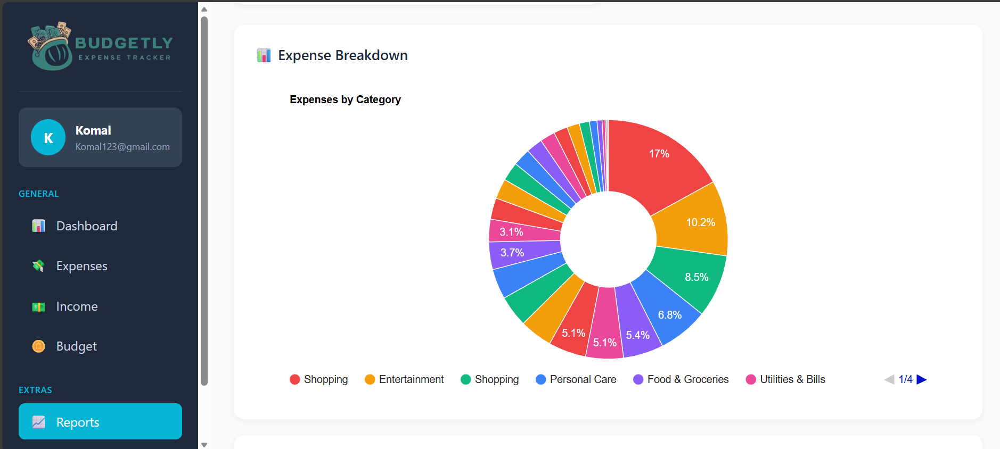 BUDGETLY
EXPENSE TRACKER
K
Komal
Komal123@gmail.com
GENERAL
Dashboard
Expenses
Income
Budget
EXTRAS
Reports
Expense Breakdown
Expenses by Category
17%
10.2%
8.5%
6.8%
5.4%
5.1%
5.1%
3.7%
3.1%
Shopping Entertainment Shopping Personal Care Food & Groceries Utilities & Bills 1/4